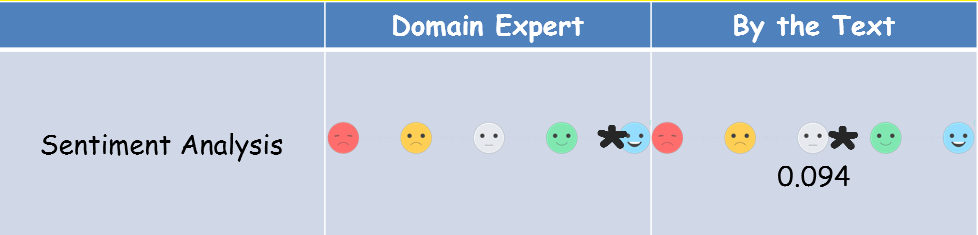 Domain Expert
By the Text
Sentiment Analysis
0.094